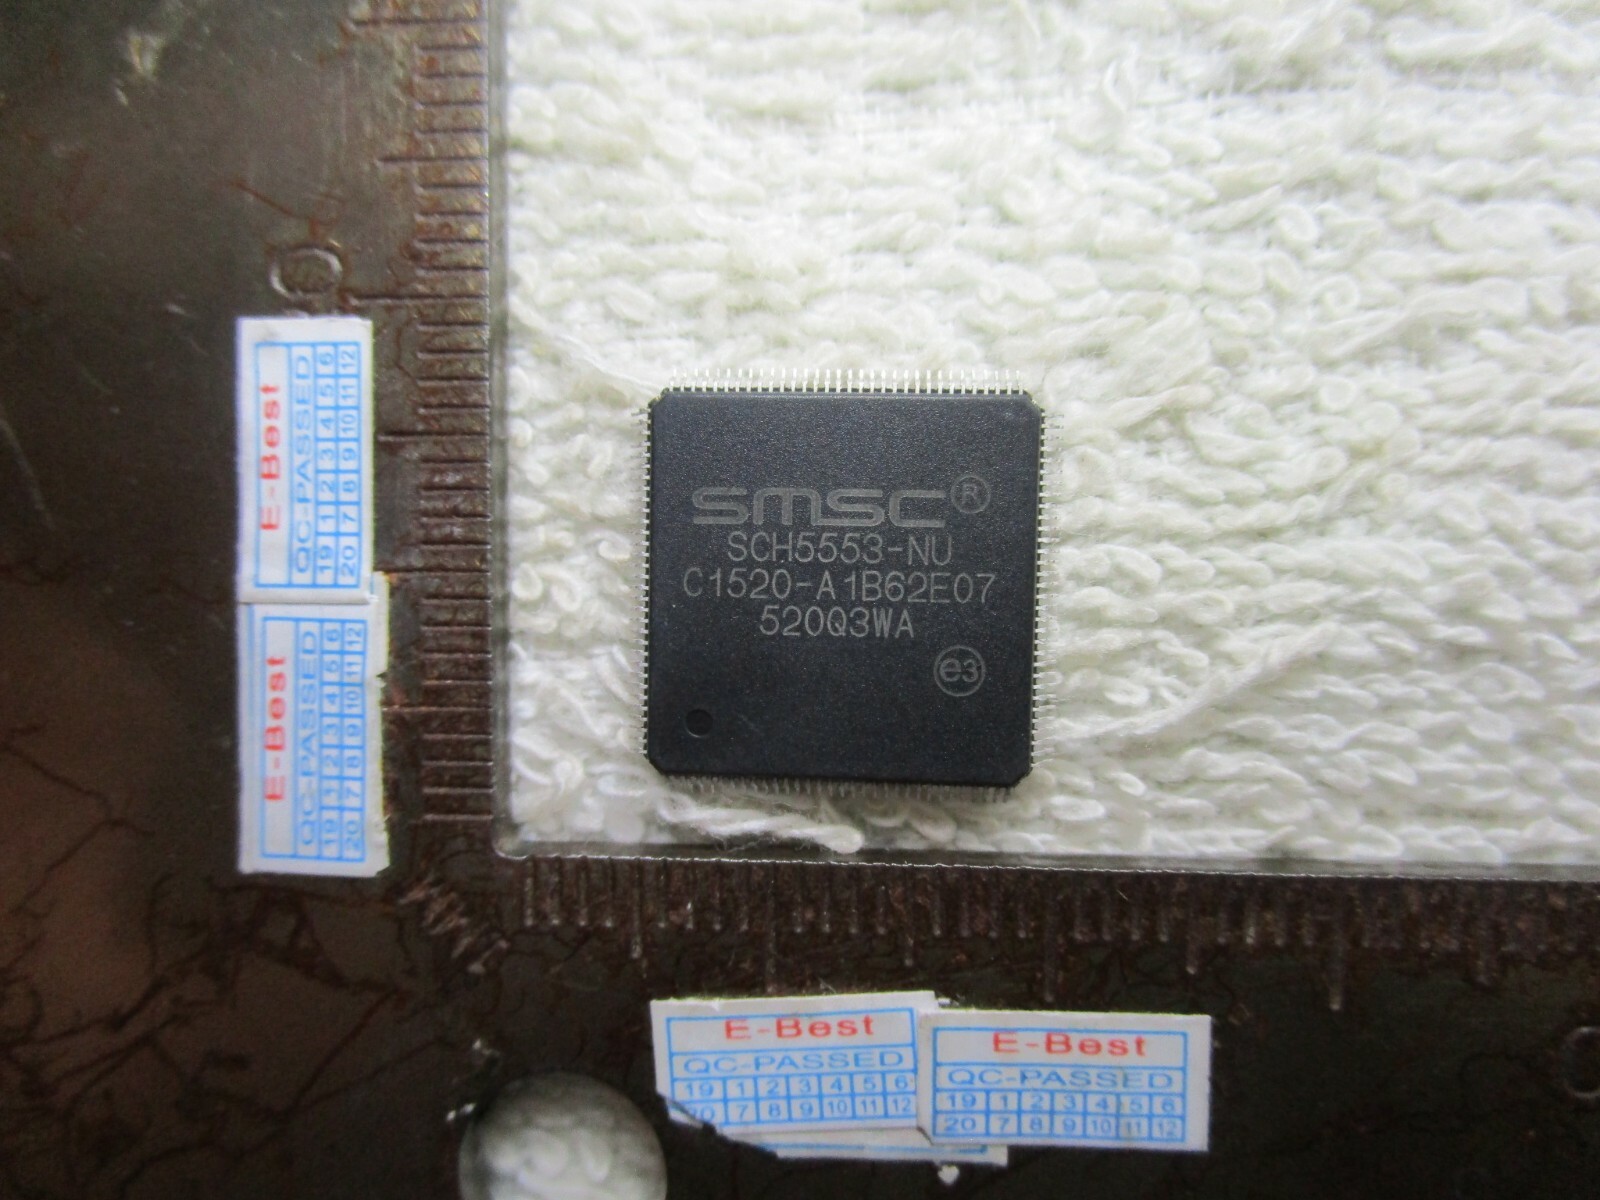 SMSC®
SCH5553-NU
C1520-A1B62E07
520Q3WA
e3
E-Best
QC-PASSED
19 1 2 3 4 5 6
20 7 8 9 10 11 12
E-Best
QC-PASSED
19 1 2 3 4 5 6
20 7 8 9 10 11 12
E-Best
QC-PASSED
19 1 2 3 4 5 6
20 7 8 9 10 11 12
E-Best
QC-PASSED
19 1 2 3 4 5 6
20 7 8 9 10 11 12